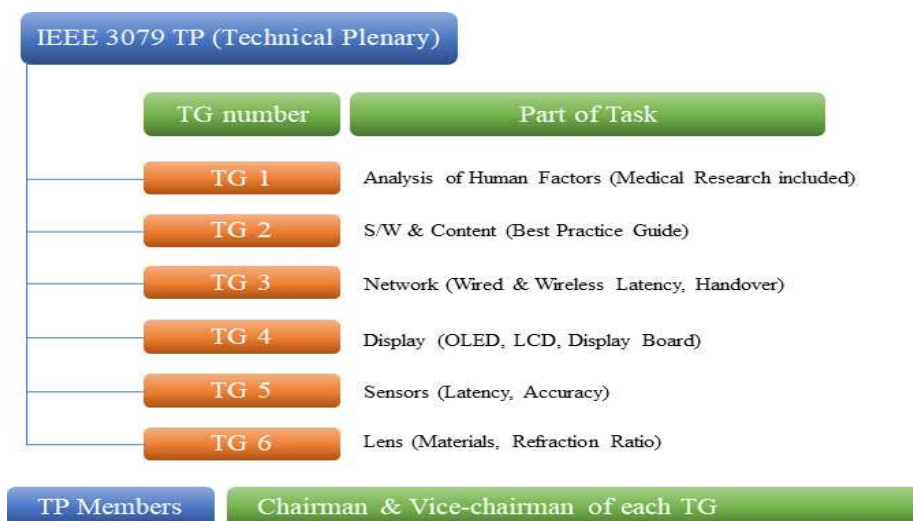 IEEE 3079 TP (Technical Plenary)
TG number Part of Task
TG 1 Analysis of Human Factors (Medical Research included)
TG 2 S/W & Content (Best Practice Guide)
TG 3 Network (Wired & Wireless Latency, Handover)
TG 4 Display (OLED, LCD, Display Board)
TG 5 Sensors (Latency, Accuracy)
TG 6 Lens (Materials, Refraction Ratio)
TP Members Chairman & Vice-chairman of each TG